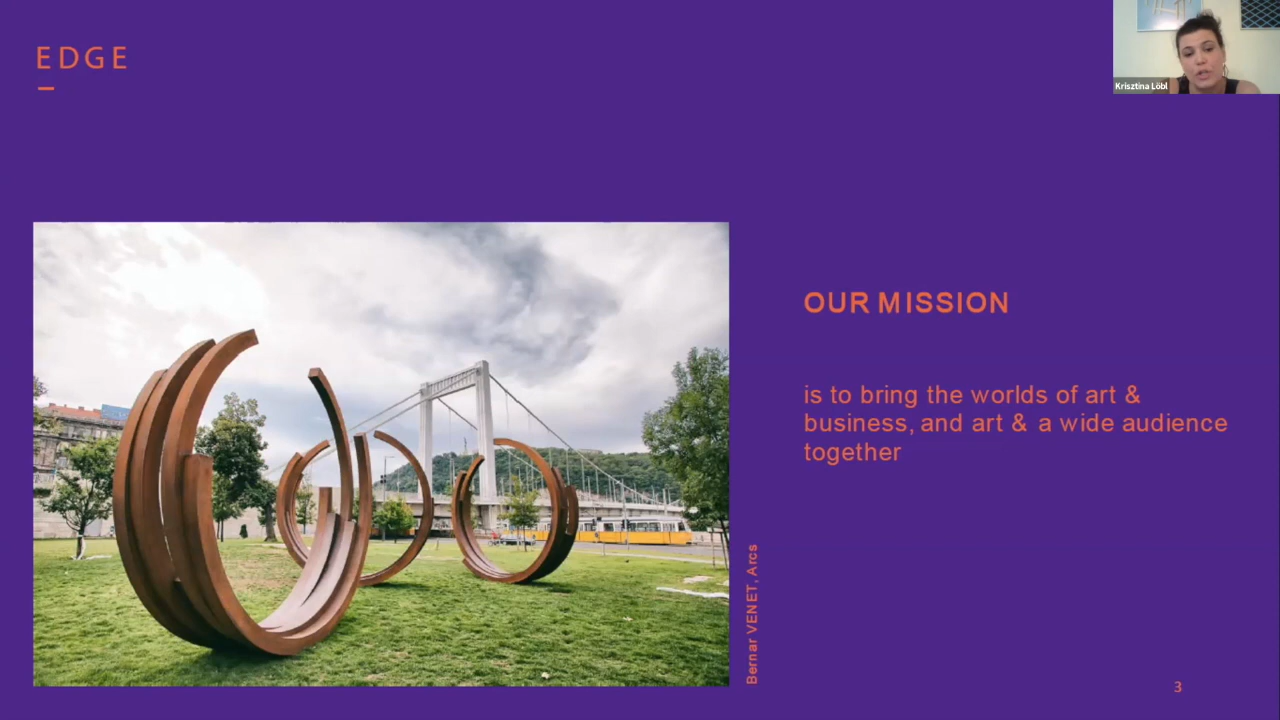 EDGE
Krisztina Löbl
OUR MISSION
is to bring the worlds of art &
business, and art & a wide audience
together
Bernar VENET, Arcs
3